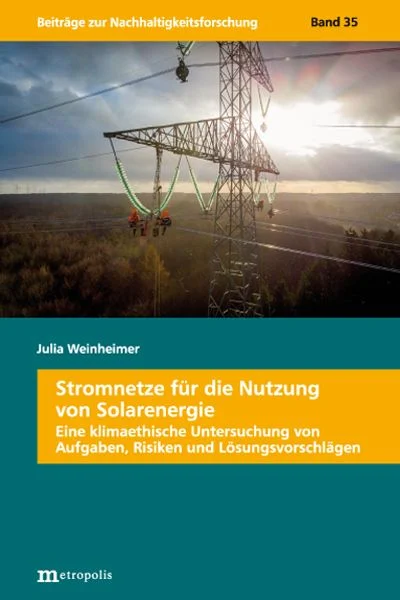 Beiträge zur Nachhaltigkeitsforschung Band 35
Julia Weinheimer
Stromnetze für die Nutzung
von Solarenergie
Eine klimaethische Untersuchung von
Aufgaben, Risiken und Lösungsvorschlägen
metropolis